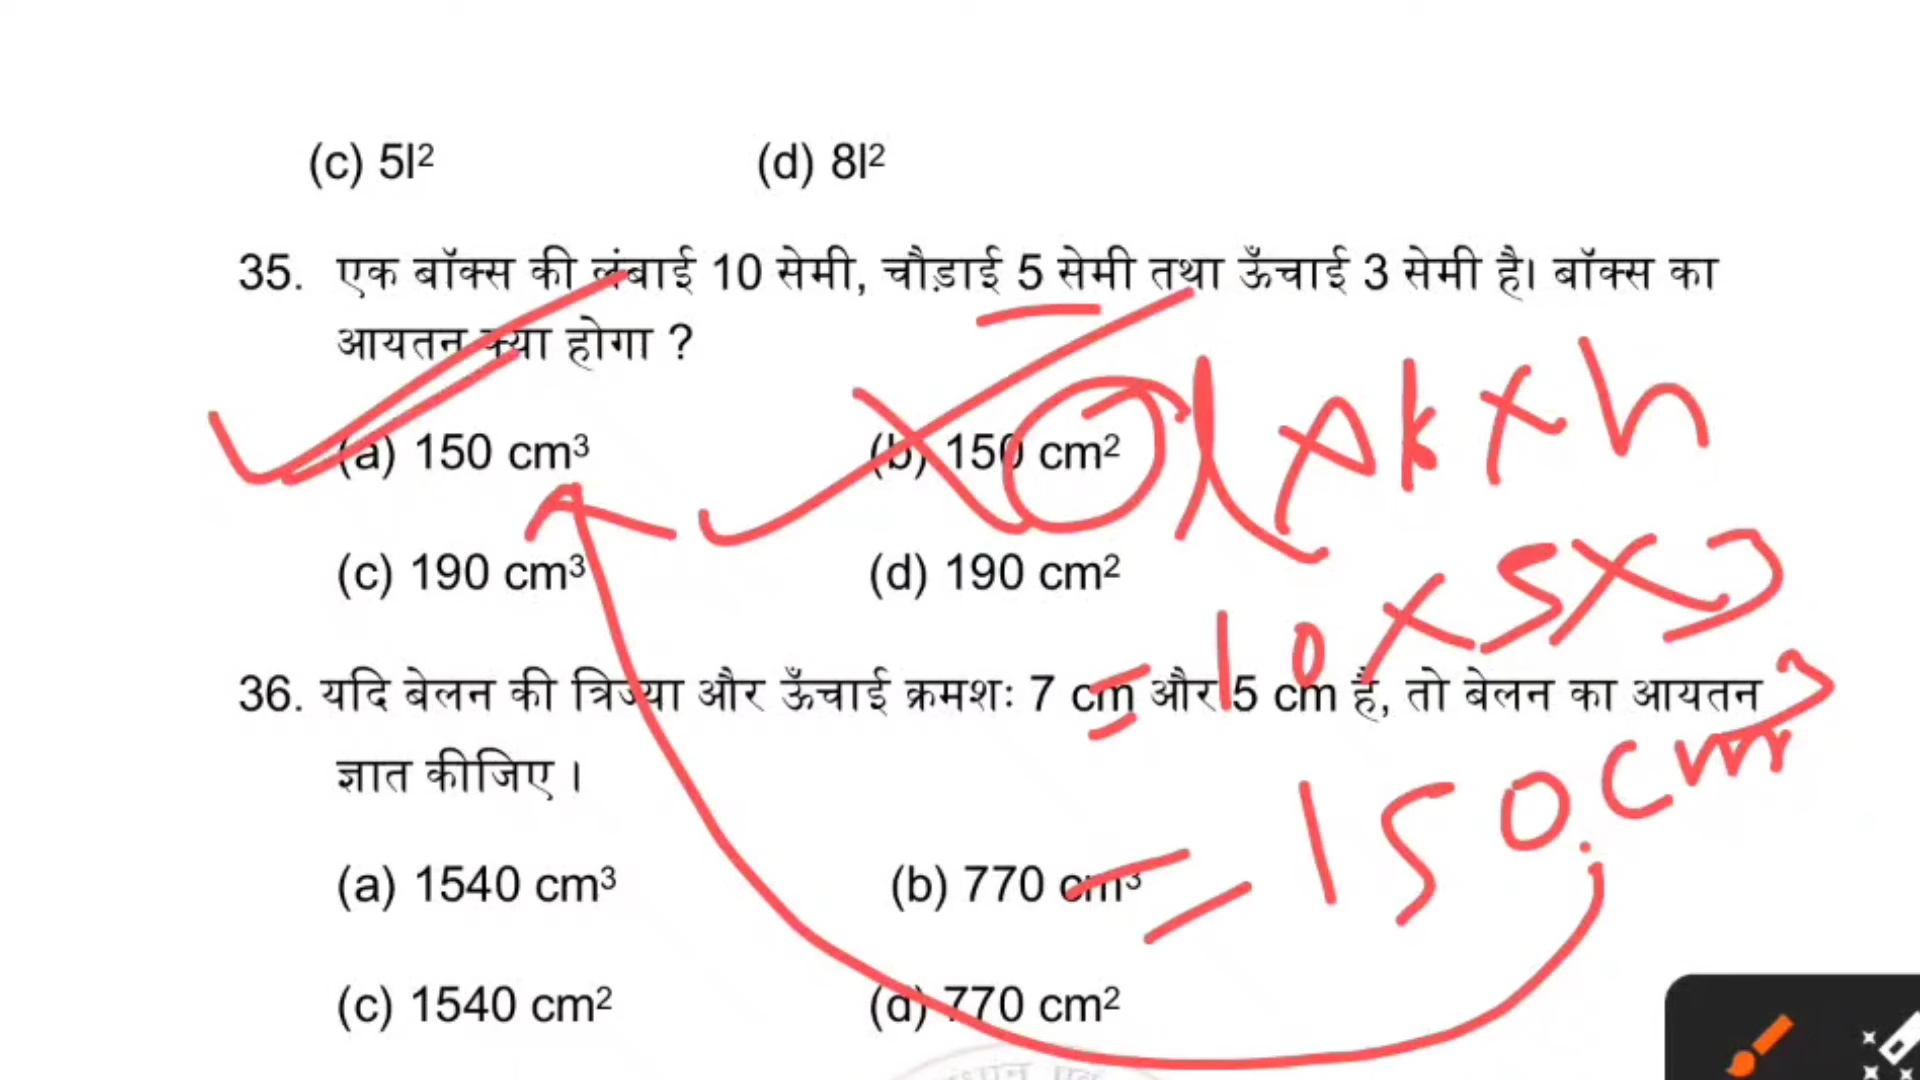 (c) 5l² (d) 8l²
35. एक बॉक्स की लंबाई 10 सेमी, चौड़ाई 5 सेमी तथा ऊँचाई 3 सेमी है। बॉक्स का
आयतन क्या होगा ?
(a) 150 cm³ (b) 150 cm²
l × b × h
(c) 190 cm³ (d) 190 cm²
= 10 × 5 × 3
36. यदि बेलन की त्रिज्या और ऊँचाई क्रमशः 7 cm और 5 cm है, तो बेलन का आयतन
ज्ञात कीजिए ।
= 150 cm³
(a) 1540 cm³ (b) 770 cm³
(c) 1540 cm² (d) 770 cm²